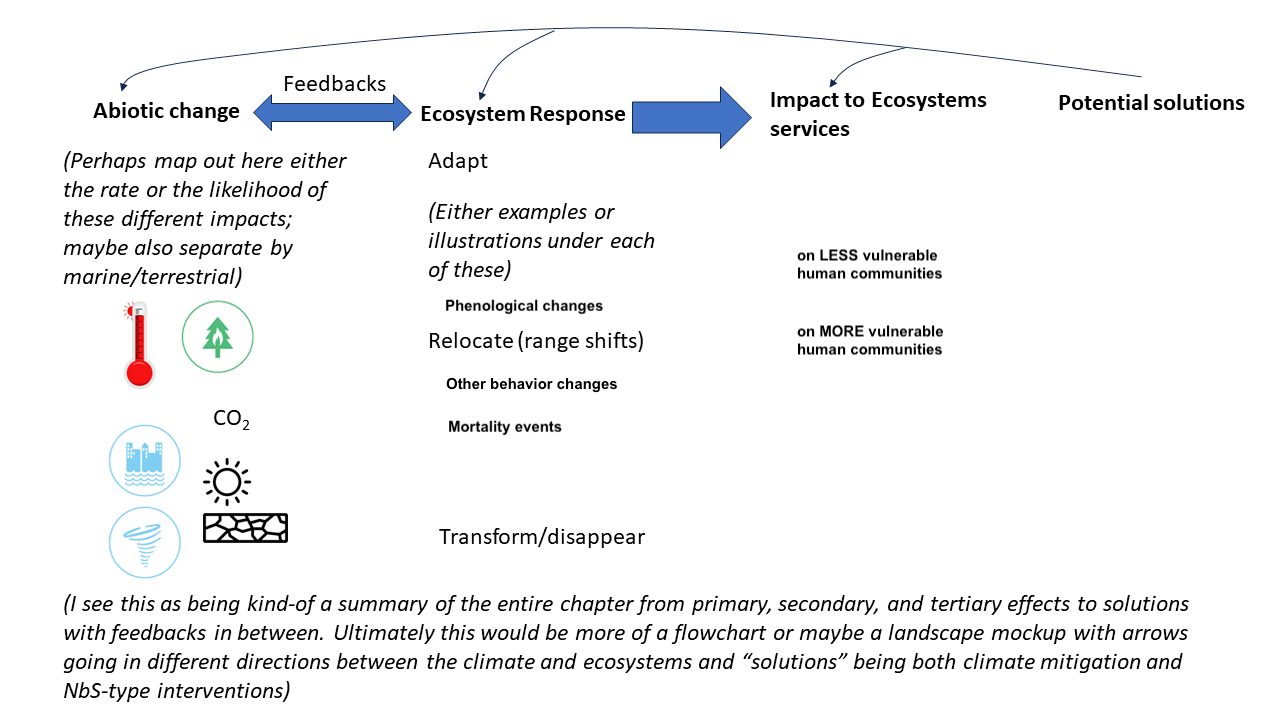 Feedbacks
Abiotic change
Ecosystem Response
Impact to Ecosystems
services
Potential solutions
(Perhaps map out here either
the rate or the likelihood of
these different impacts;
maybe also separate by
marine/terrestrial)
CO₂
Adapt
(Either examples or
illustrations under each
of these)
Phenological changes
Relocate (range shifts)
Other behavior changes
Mortality events
Transform/disappear
on LESS vulnerable
human communities
on MORE vulnerable
human communities
(I see this as being kind-of a summary of the entire chapter from primary, secondary, and tertiary effects to solutions
with feedbacks in between. Ultimately this would be more of a flowchart or maybe a landscape mockup with arrows
going in different directions between the climate and ecosystems and “solutions” being both climate mitigation and
NbS-type interventions)